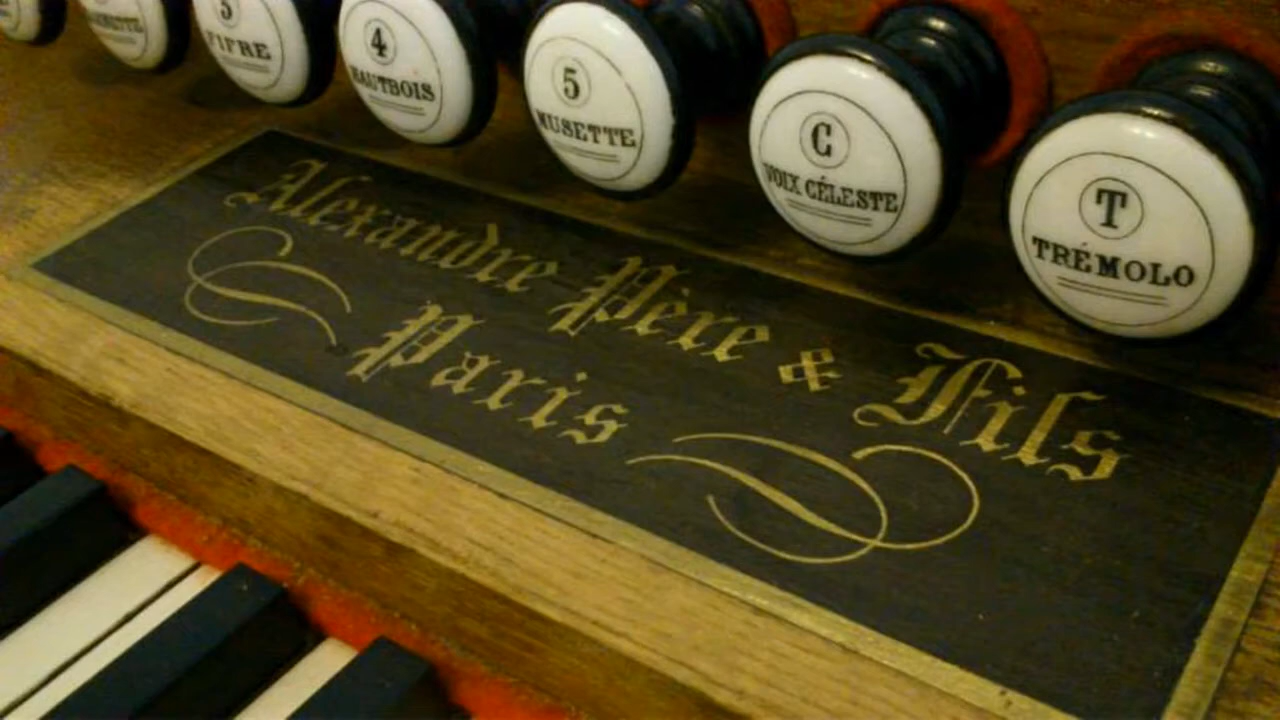 3
FIFRE
4
HAUTBOIS
5
MUSETTE
C
VOIX CÉLESTE
T
TRÉMOLO
Alexandre Père & Fils
Paris